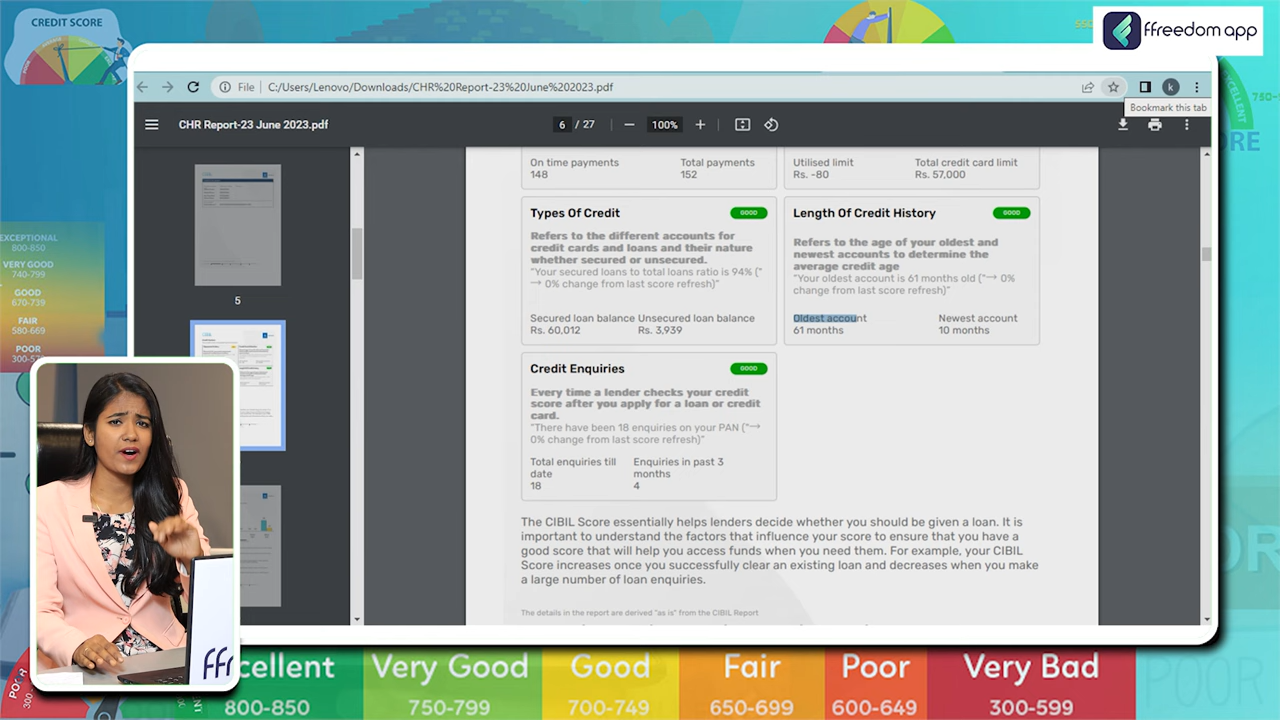 CREDIT SCORE
ffreedom app
File
C:/Users/Lenovo/Downloads/CHR%20Report-23%20June%202023.pdf
k
Bookmark this tab
CHR Report-23 June 2023.pdf
6 / 27
100%
5
On time payments
148
Total payments
152
Utilised limit
Rs. -80
Total credit card limit
Rs. 57,000
Types Of Credit
GOOD
Refers to the different accounts for
credit cards and loans and their nature
whether secured or unsecured.
"Your secured loans to total loans ratio is 94% ("
→ 0% change from last score refresh)"
Secured loan balance
Rs. 60,012
Unsecured loan balance
Rs. 3,939
Length Of Credit History
GOOD
Refers to the age of your oldest and
newest accounts to determine the
average credit age
"Your oldest account is 61 months old ("→ 0%
change from last score refresh)"
Oldest account
61 months
Newest account
10 months
Credit Enquiries
GOOD
Every time a lender checks your credit
score after you apply for a loan or credit
card.
"There have been 18 enquiries on your PAN ("→
0% change from last score refresh)"
Total enquiries till
date
18
Enquiries in past 3
months
4
The CIBIL Score essentially helps lenders decide whether you should be given a loan. It is
important to understand the factors that influence your score to ensure that you have a
good score that will help you access funds when you need them. For example, your CIBIL
Score increases once you successfully clear an existing loan and decreases when you make
a large number of loan enquiries.
The details in the report are derived "as is" from the CIBIL Report
EXCEPTIONAL
800-850
VERY GOOD
740-799
GOOD
670-739
FAIR
580-669
POOR
EXCELLENT
750-
ORE
ffr
cellent
800-850
Very Good
750-799
Good
700-749
Fair
650-699
Poor
600-649
Very Bad
300-599
POOR
300
POOR